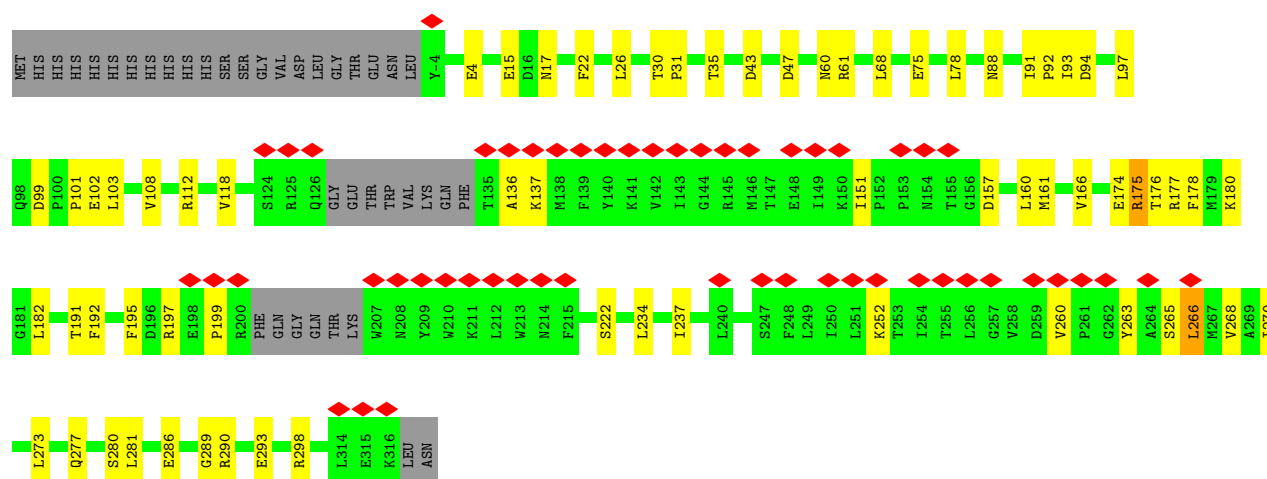 MET HIS HIS HIS HIS HIS HIS HIS HIS HIS HIS SER SER GLY VAL ASP LEU GLY THR GLU ASN LEU Y-4 E4 E15 D16 N17 F22 L26 T30 P31 T35 D43 D47 N60 R61 L68 E75 L78 N88 I91 P92 I93 D94 L97
Q98 D99 P100 P101 E102 L103 V108 R112 V118 S124 R125 Q126 GLY GLU THR TRP VAL LYS GLN PHE T135 A136 K137 M138 F139 Y140 K141 V142 I143 G144 R145 M146 T147 E148 I149 K150 I151 P152 P153 N154 T155 G156 D157 L160 M161 V166 E174 R175 T176 R177 F178 M179 K180
G181 L182 T191 F192 F195 D196 R197 E198 P199 R200 PHE GLN GLY GLN THR LYS W207 N208 Y209 W210 K211 L212 W213 N214 F215 S222 L234 I237 L240 S247 F248 L249 I250 L251 K252 T253 I254 T255 L256 G257 V258 D259 V260 P261 G262 Y263 A264 S265 L266 M267 V268 A269 I270
L273 Q277 S280 L281 E286 G289 R290 E293 R298 L314 E315 K316 LEU ASN